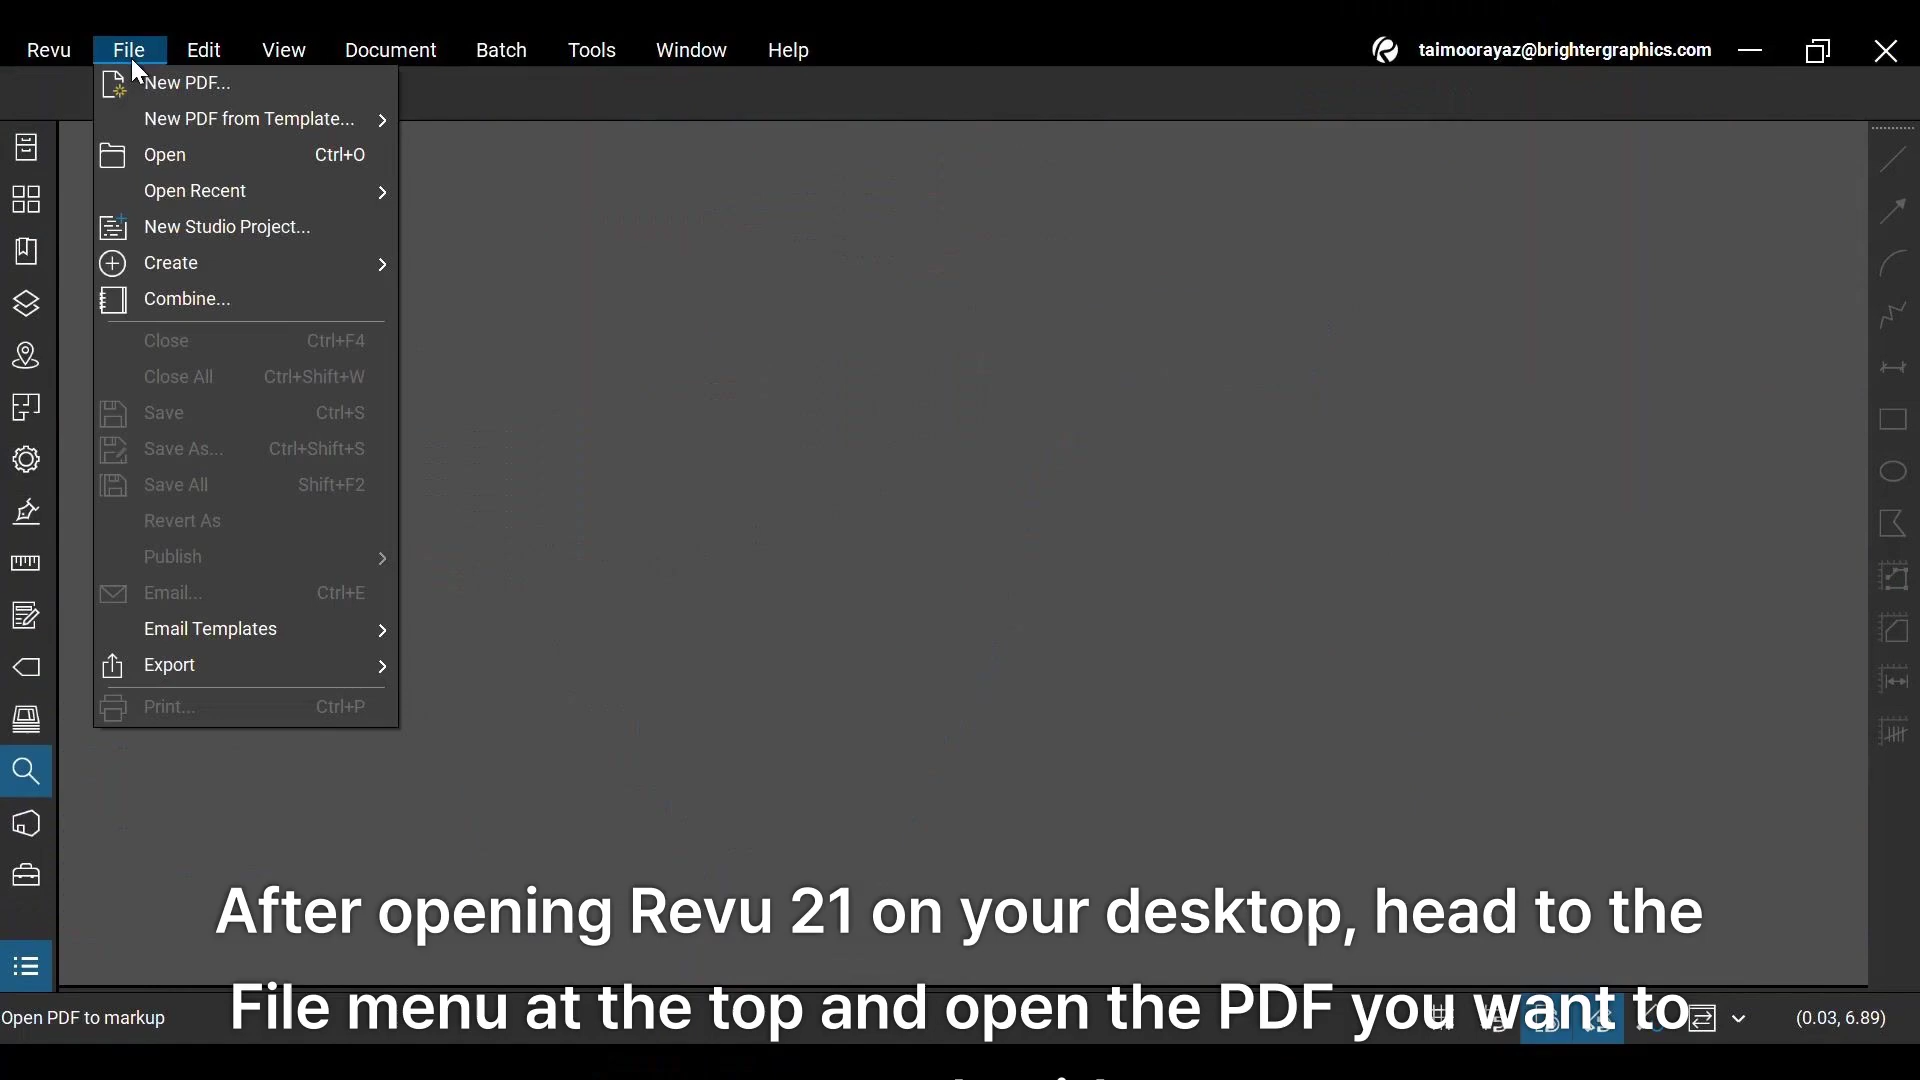 Revu File Edit View Document Batch Tools Window Help taimoorayaz@brightergraphics.com
New PDF...
New PDF from Template...
Open Ctrl+O
Open Recent
New Studio Project...
Create
Combine...
Close Ctrl+F4
Close All Ctrl+Shift+W
Save Ctrl+S
Save As... Ctrl+Shift+S
Save All Shift+F2
Revert As
Publish
Email... Ctrl+E
Email Templates
Export
Print... Ctrl+P
After opening Revu 21 on your desktop, head to the
File menu at the top and open the PDF you want to
Open PDF to markup (0.03, 6.89)